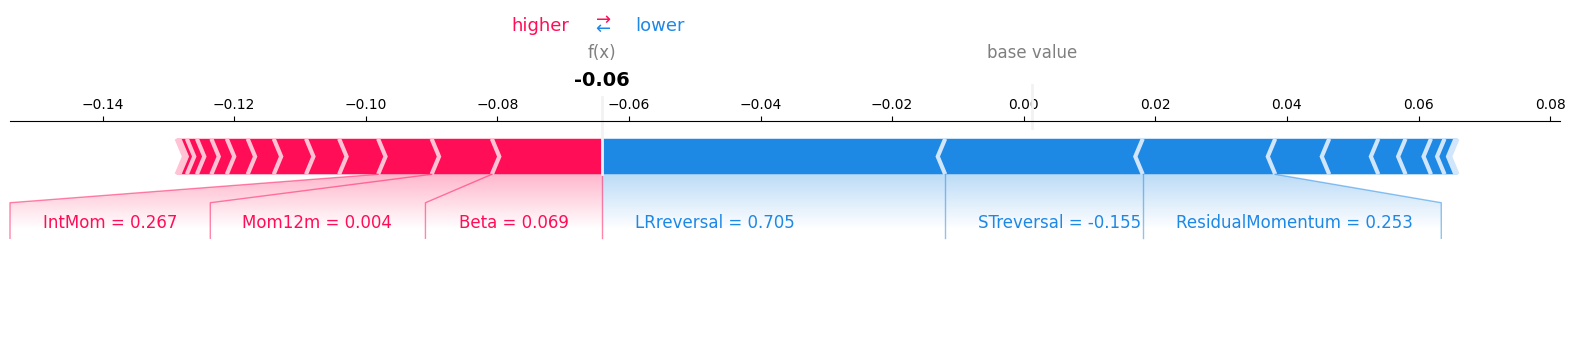 higher ⇄ lower
f(x) base value
-0.06
−0.14 −0.12 −0.10 −0.08 −0.06 −0.04 −0.02 0.00 0.02 0.04 0.06 0.08
IntMom = 0.267 Mom12m = 0.004 Beta = 0.069 LRreversal = 0.705 STreversal = -0.155 ResidualMomentum = 0.253